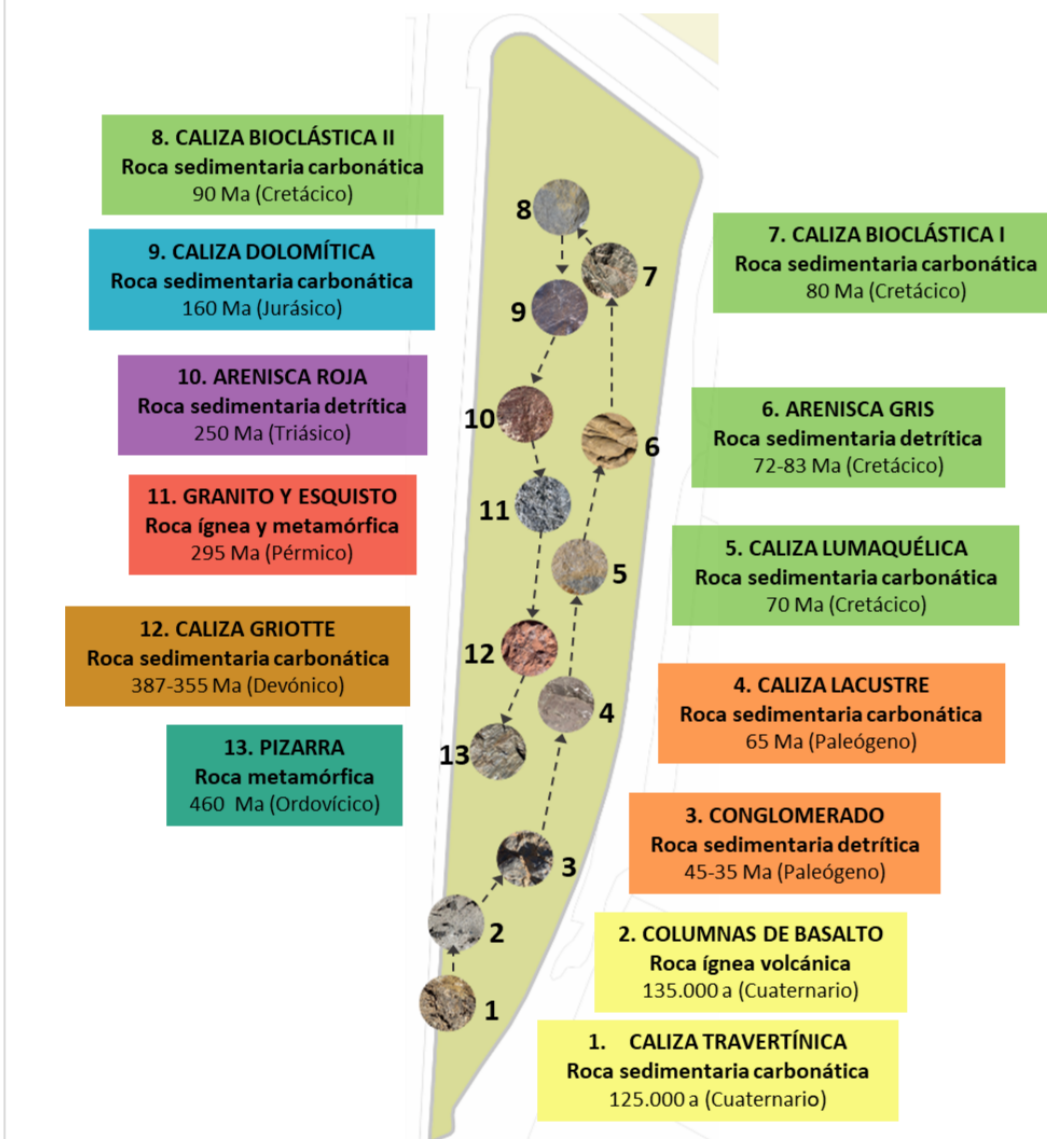 8. CALIZA BIOCLÁSTICA II
Roca sedimentaria carbonática
90 Ma (Cretácico)
9. CALIZA DOLOMÍTICA
Roca sedimentaria carbonática
160 Ma (Jurásico)
10. ARENISCA ROJA
Roca sedimentaria detrítica
250 Ma (Triásico)
11. GRANITO Y ESQUISTO
Roca ígnea y metamórfica
295 Ma (Pérmico)
12. CALIZA GRIOTTE
Roca sedimentaria carbonática
387-355 Ma (Devónico)
13. PIZARRA
Roca metamórfica
460 Ma (Ordovícico)
8
7
9
10
6
11
5
12
4
13
3
2
1
7. CALIZA BIOCLÁSTICA I
Roca sedimentaria carbonática
80 Ma (Cretácico)
6. ARENISCA GRIS
Roca sedimentaria detrítica
72-83 Ma (Cretácico)
5. CALIZA LUMAQUÉLICA
Roca sedimentaria carbonática
70 Ma (Cretácico)
4. CALIZA LACUSTRE
Roca sedimentaria carbonática
65 Ma (Paleógeno)
3. CONGLOMERADO
Roca sedimentaria detrítica
45-35 Ma (Paleógeno)
2. COLUMNAS DE BASALTO
Roca ígnea volcánica
135.000 a (Cuaternario)
1. CALIZA TRAVERTÍNICA
Roca sedimentaria carbonática
125.000 a (Cuaternario)